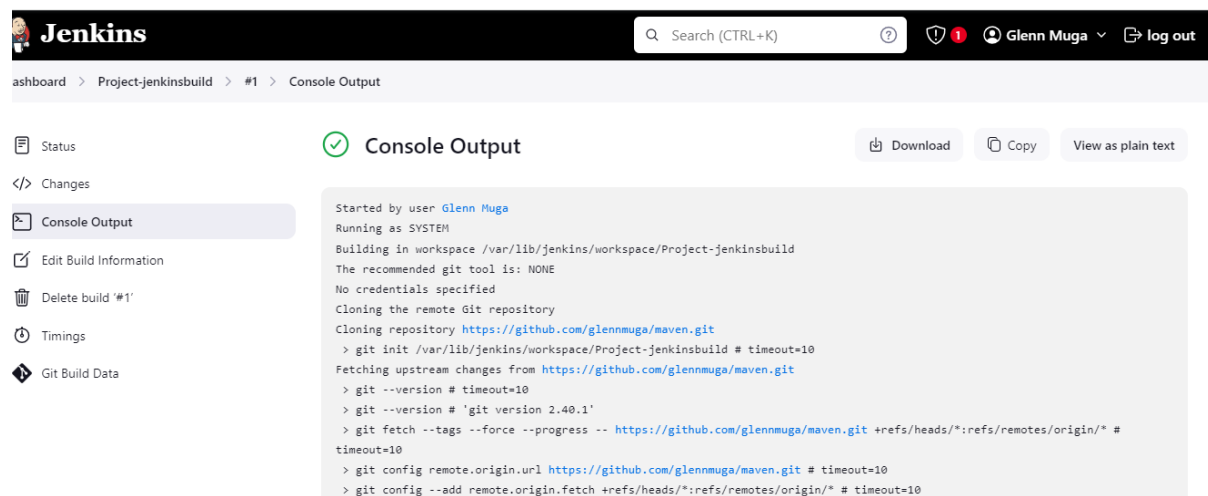 Jenkins
Search (CTRL+K)
1
Glenn Muga
log out
ashboard > Project-jenkinsbuild > #1 > Console Output
Status
Changes
Console Output
Edit Build Information
Delete build '#1'
Timings
Git Build Data
Console Output
Download
Copy
View as plain text
Started by user Glenn Muga
Running as SYSTEM
Building in workspace /var/lib/jenkins/workspace/Project-jenkinsbuild
The recommended git tool is: NONE
No credentials specified
Cloning the remote Git repository
Cloning repository https://github.com/glennmuga/maven.git
> git init /var/lib/jenkins/workspace/Project-jenkinsbuild # timeout=10
Fetching upstream changes from https://github.com/glennmuga/maven.git
> git --version # timeout=10
> git --version # 'git version 2.40.1'
> git fetch --tags --force --progress -- https://github.com/glennmuga/maven.git +refs/heads/*:refs/remotes/origin/* #
timeout=10
> git config remote.origin.url https://github.com/glennmuga/maven.git # timeout=10
> git config --add remote.origin.fetch +refs/heads/*:refs/remotes/origin/* # timeout=10